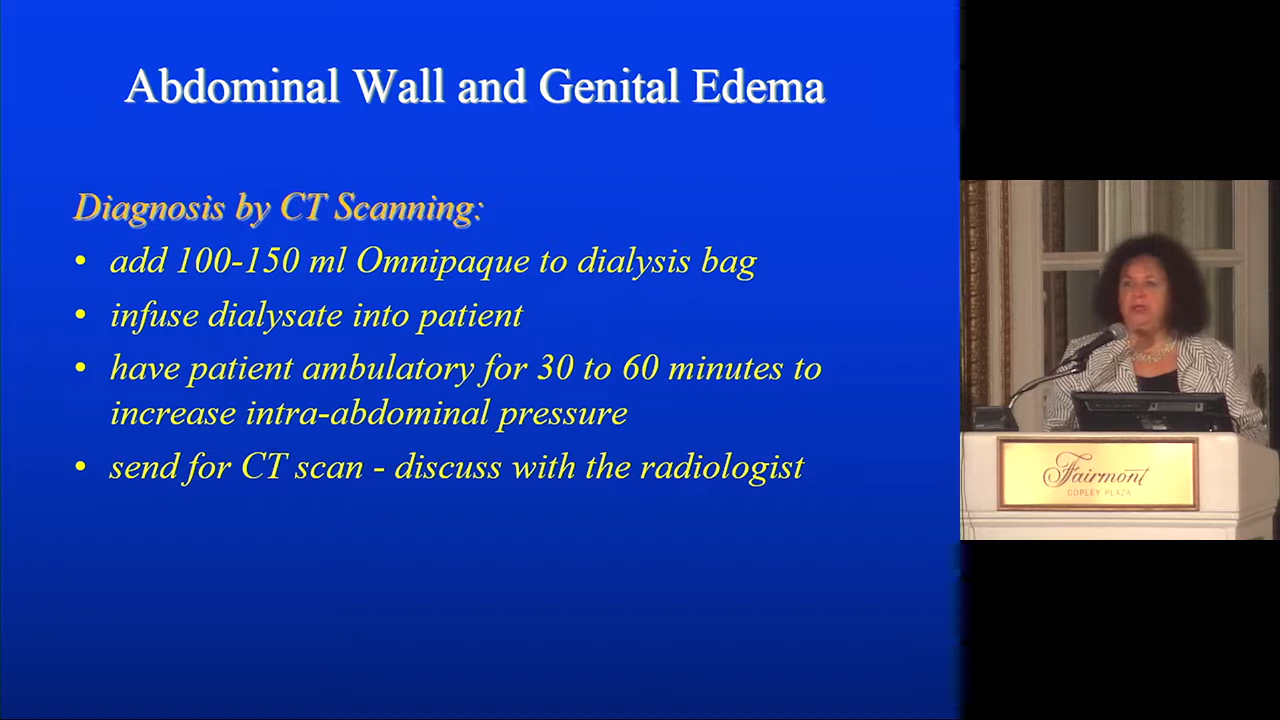 Abdominal Wall and Genital Edema
Diagnosis by CT Scanning:
• add 100-150 ml Omnipaque to dialysis bag
• infuse dialysate into patient
• have patient ambulatory for 30 to 60 minutes to
increase intra-abdominal pressure
• send for CT scan - discuss with the radiologist
Fairmont
COPLEY PLAZA